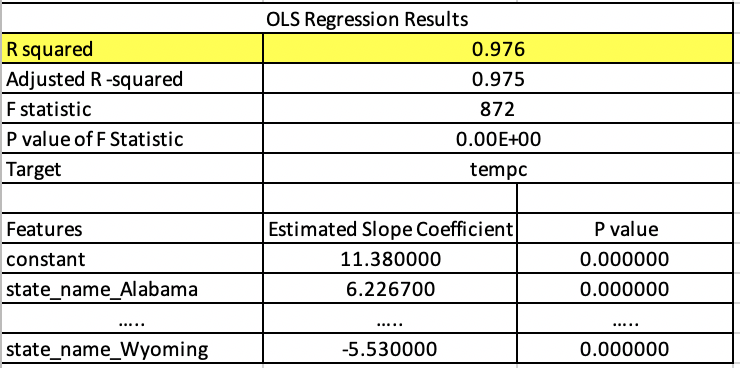 OLS Regression Results
R squared 0.976
Adjusted R -squared 0.975
F statistic 872
P value of F Statistic 0.00E+00
Target tempc
Features Estimated Slope Coefficient P value
constant 11.380000 0.000000
state_name_Alabama 6.226700 0.000000
..... ..... .....
state_name_Wyoming -5.530000 0.000000